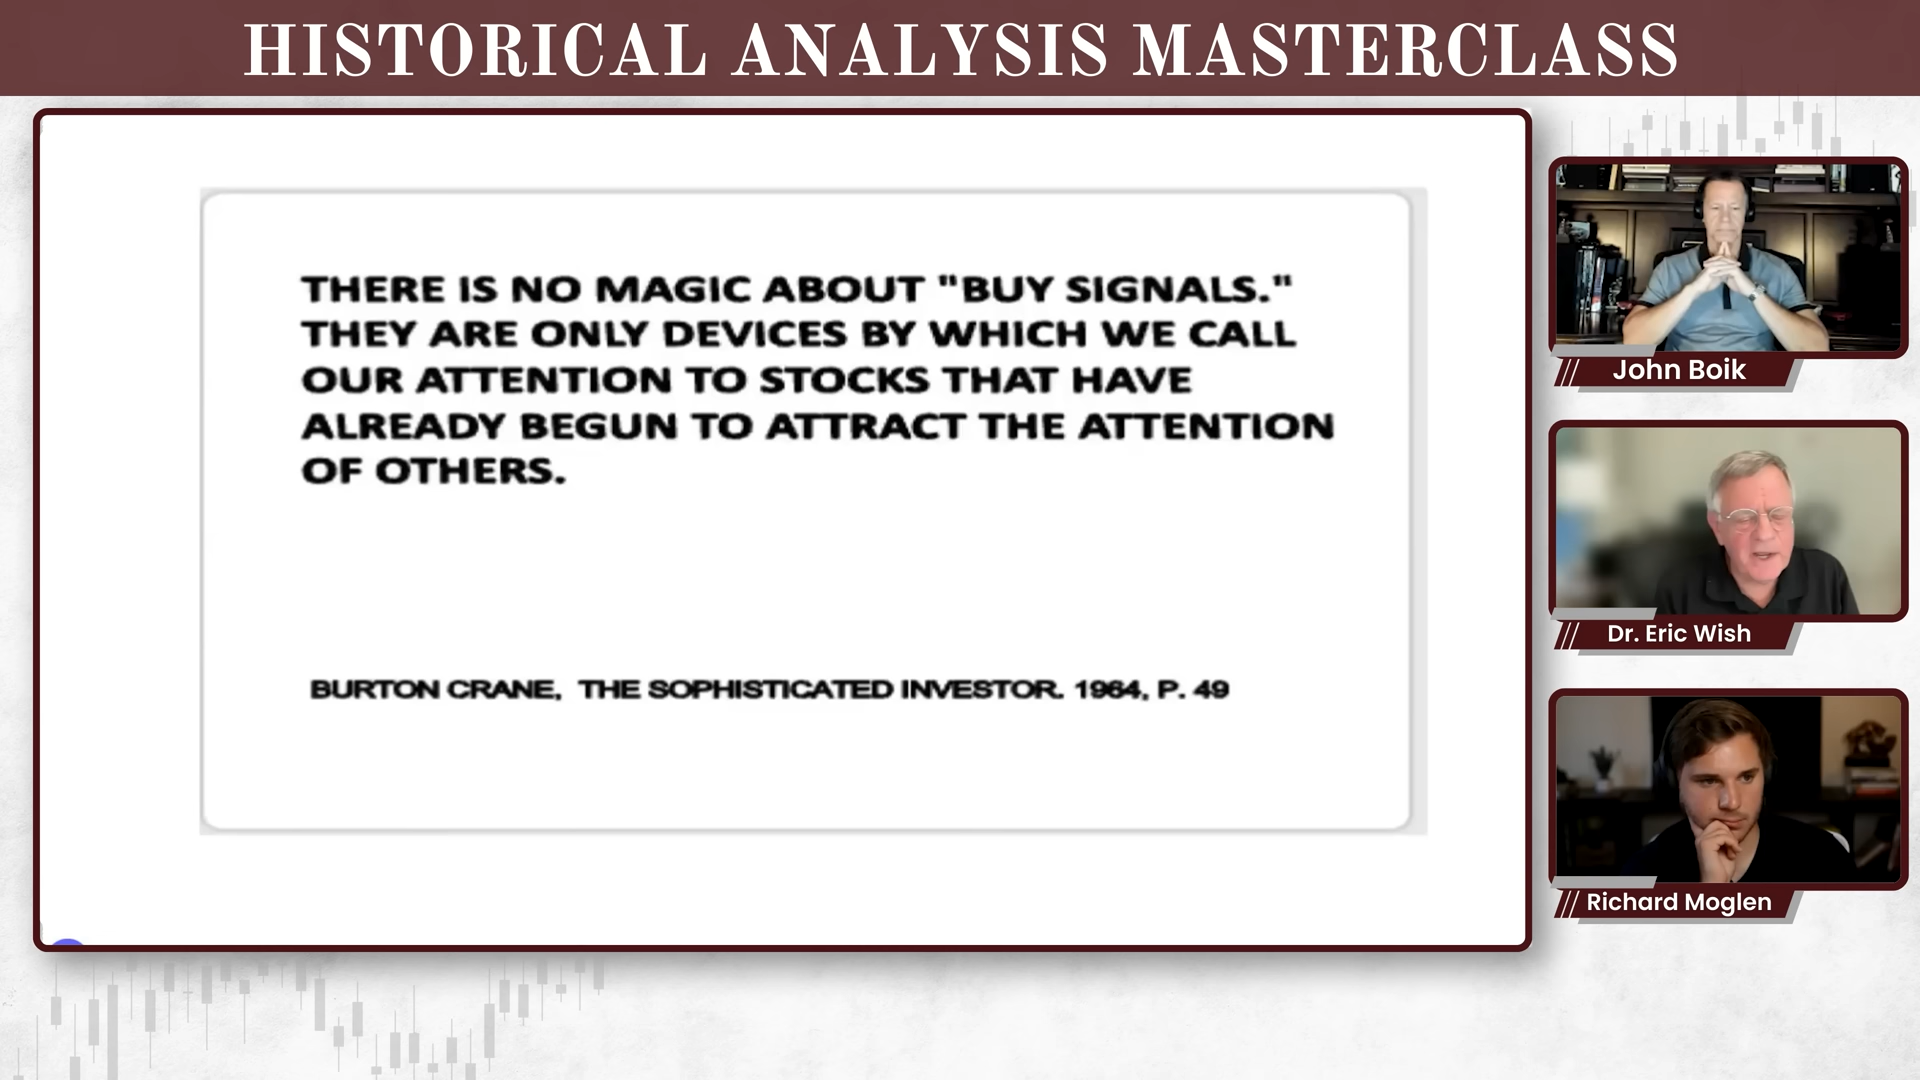 HISTORICAL ANALYSIS MASTERCLASS
THERE IS NO MAGIC ABOUT "BUY SIGNALS."
THEY ARE ONLY DEVICES BY WHICH WE CALL
OUR ATTENTION TO STOCKS THAT HAVE
ALREADY BEGUN TO ATTRACT THE ATTENTION
OF OTHERS.
BURTON CRANE, THE SOPHISTICATED INVESTOR. 1964, P. 49
John Boik
Dr. Eric Wish
Richard Moglen